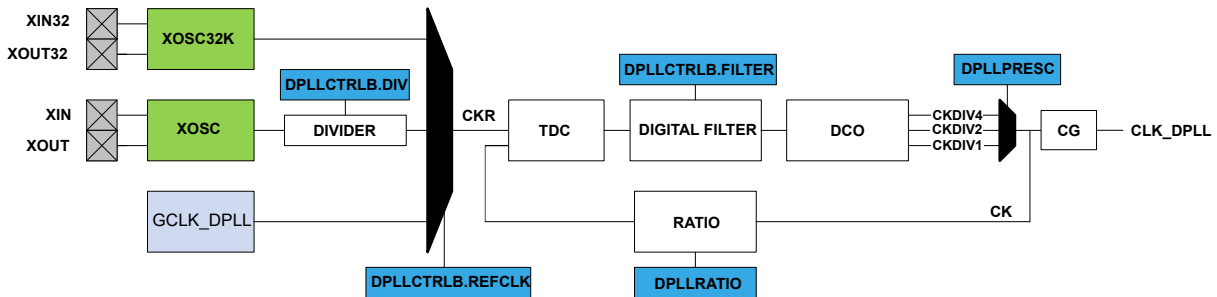 XIN32
XOUT32
XOSC32K
DPLLCTRLB.DIV
DPLLCTRLB.FILTER
DPLLPRESC
XIN
XOUT
XOSC
DIVIDER
CKR
TDC
DIGITAL FILTER
DCO
CKDIV4
CKDIV2
CKDIV1
CG
CLK_DPLL
GCLK_DPLL
RATIO
CK
DPLLCTRLB.REFCLK
DPLLRATIO